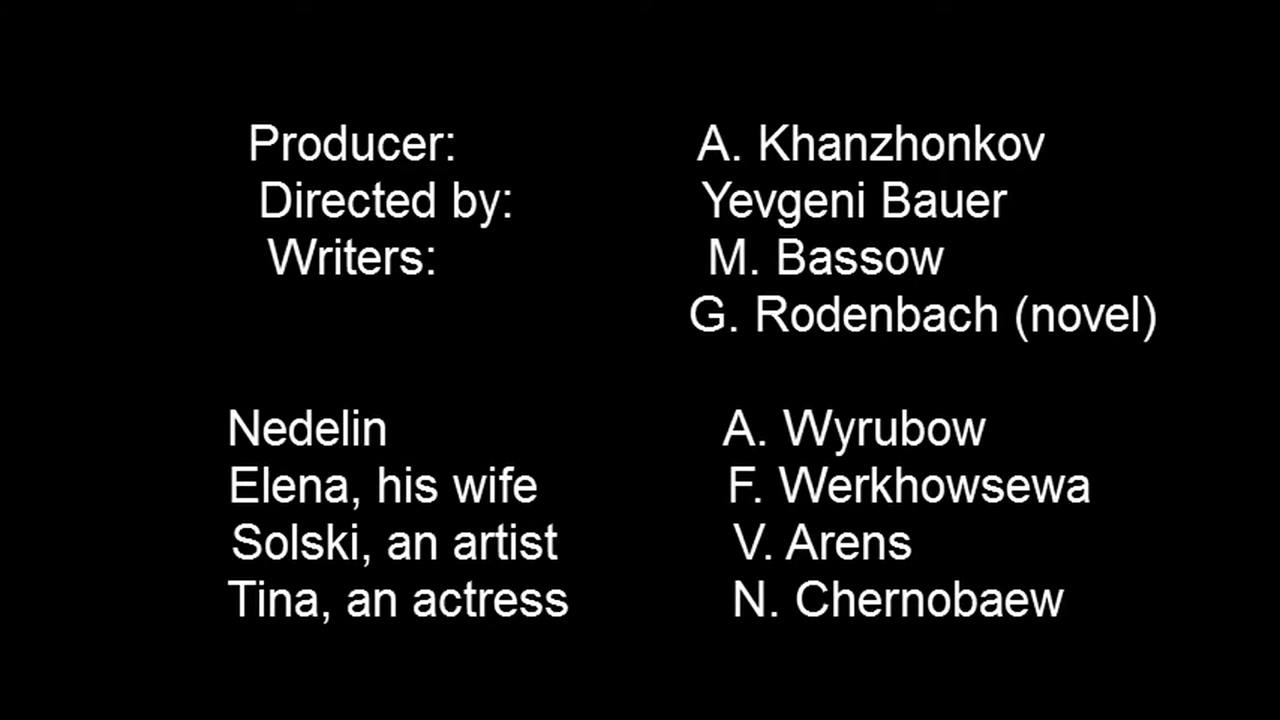 Producer: A. Khanzhonkov
Directed by: Yevgeni Bauer
Writers: M. Bassow
G. Rodenbach (novel)
Nedelin A. Wyrubow
Elena, his wife F. Werkhowsewa
Solski, an artist V. Arens
Tina, an actress N. Chernobaew